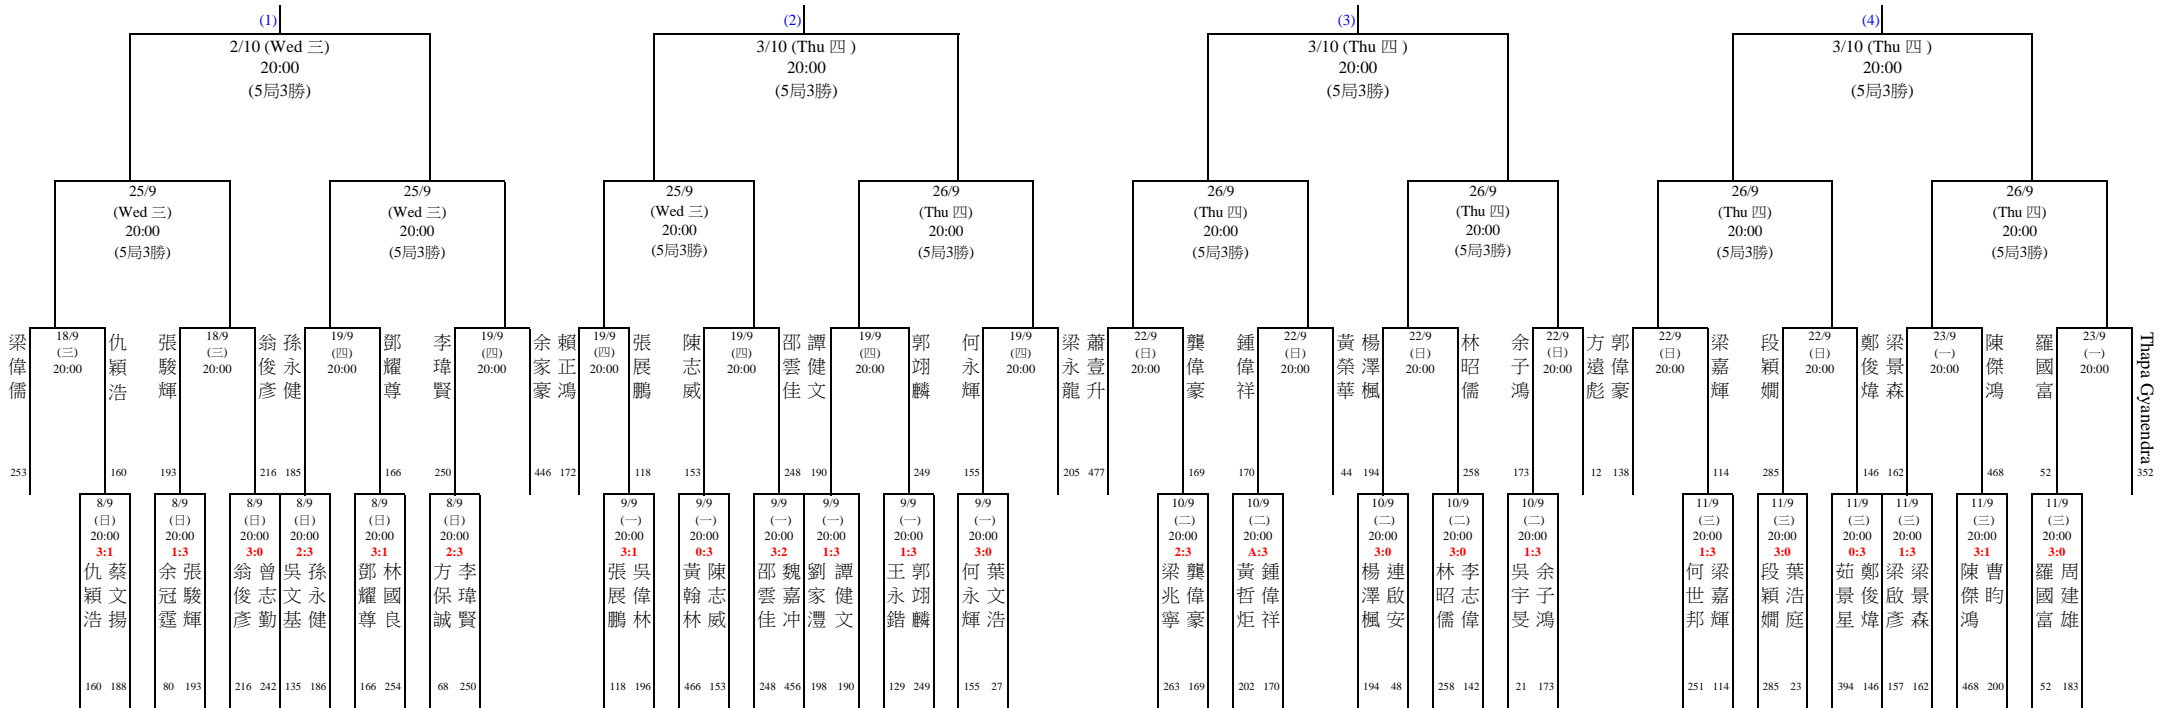 (1)
(2)
(3)
(4)
2/10 (Wed 三)
20:00
(5局3勝)
3/10 (Thu 四 )
20:00
(5局3勝)
3/10 (Thu 四 )
20:00
(5局3勝)
3/10 (Thu 四 )
20:00
(5局3勝)
25/9
(Wed 三)
20:00
(5局3勝)
25/9
(Wed 三)
20:00
(5局3勝)
25/9
(Wed 三)
20:00
(5局3勝)
26/9
(Thu 四)
20:00
(5局3勝)
26/9
(Thu 四)
20:00
(5局3勝)
26/9
(Thu 四)
20:00
(5局3勝)
26/9
(Thu 四)
20:00
(5局3勝)
26/9
(Thu 四)
20:00
(5局3勝)
梁偉儒
253
18/9
(三)
20:00
仇穎浩
160
張駿輝
193
18/9
(三)
20:00
翁俊彥
216
孫永健
185
19/9
(四)
20:00
鄧耀尊
166
李瑋賢
250
19/9
(四)
20:00
余家豪
446
賴正鴻
172
19/9
(四)
20:00
張展鵬
118
陳志威
153
19/9
(四)
20:00
邵雲佳
248
譚健文
190
19/9
(四)
20:00
郭翊麟
249
何永輝
155
19/9
(四)
20:00
梁永龍
205
蕭壹升
477
22/9
(日)
20:00
龔偉豪
169
鍾偉祥
170
22/9
(日)
20:00
黃榮華
44
楊澤楓
194
22/9
(日)
20:00
林昭儒
258
余子鴻
173
22/9
(日)
20:00
方遠彪
12
郭偉豪
138
22/9
(日)
20:00
梁嘉輝
114
段穎嫻
285
22/9
(日)
20:00
鄭俊煒
146
梁景森
162
23/9
(一)
20:00
陳傑鴻
468
羅國富
52
23/9
(一)
20:00
Thapa Gyanendra
352
8/9
(日)
20:00
3:1
仇穎浩
蔡文揚
160 188
8/9
(日)
20:00
1:3
余冠霆
張駿輝
80 193
8/9
(日)
20:00
3:0
翁俊彥
曾志勤
216 242
8/9
(日)
20:00
2:3
吳文基
孫永健
135 186
8/9
(日)
20:00
3:1
鄧耀尊
林國良
166 254
8/9
(日)
20:00
2:3
方保誠
李瑋賢
68 250
9/9
(一)
20:00
3:1
張展鵬
吳偉林
118 196
9/9
(一)
20:00
0:3
黃翰林
陳志威
466 153
9/9
(一)
20:00
3:2
邵雲佳
魏嘉冲
248 456
9/9
(一)
20:00
1:3
劉家灃
譚健文
198 190
9/9
(一)
20:00
1:3
王永鍇
郭翊麟
129 249
9/9
(一)
20:00
3:0
何永輝
葉文浩
155 27
10/9
(二)
20:00
2:3
梁兆寧
龔偉豪
263 169
10/9
(二)
20:00
A:3
黃哲炬
鍾偉祥
202 170
10/9
(二)
20:00
3:0
楊澤楓
連啟安
194 48
10/9
(二)
20:00
3:0
林昭儒
李志偉
258 142
10/9
(二)
20:00
1:3
吳宇旻
余子鴻
21 173
11/9
(三)
20:00
1:3
何世邦
梁嘉輝
251 114
11/9
(三)
20:00
3:0
段穎嫻
葉浩庭
285 23
11/9
(三)
20:00
0:3
茹景星
鄭俊煒
394 146
11/9
(三)
20:00
1:3
梁啟彥
梁景森
157 162
11/9
(三)
20:00
3:1
陳傑鴻
曹昀
468 200
11/9
(三)
20:00
3:0
羅國富
周建雄
52 183